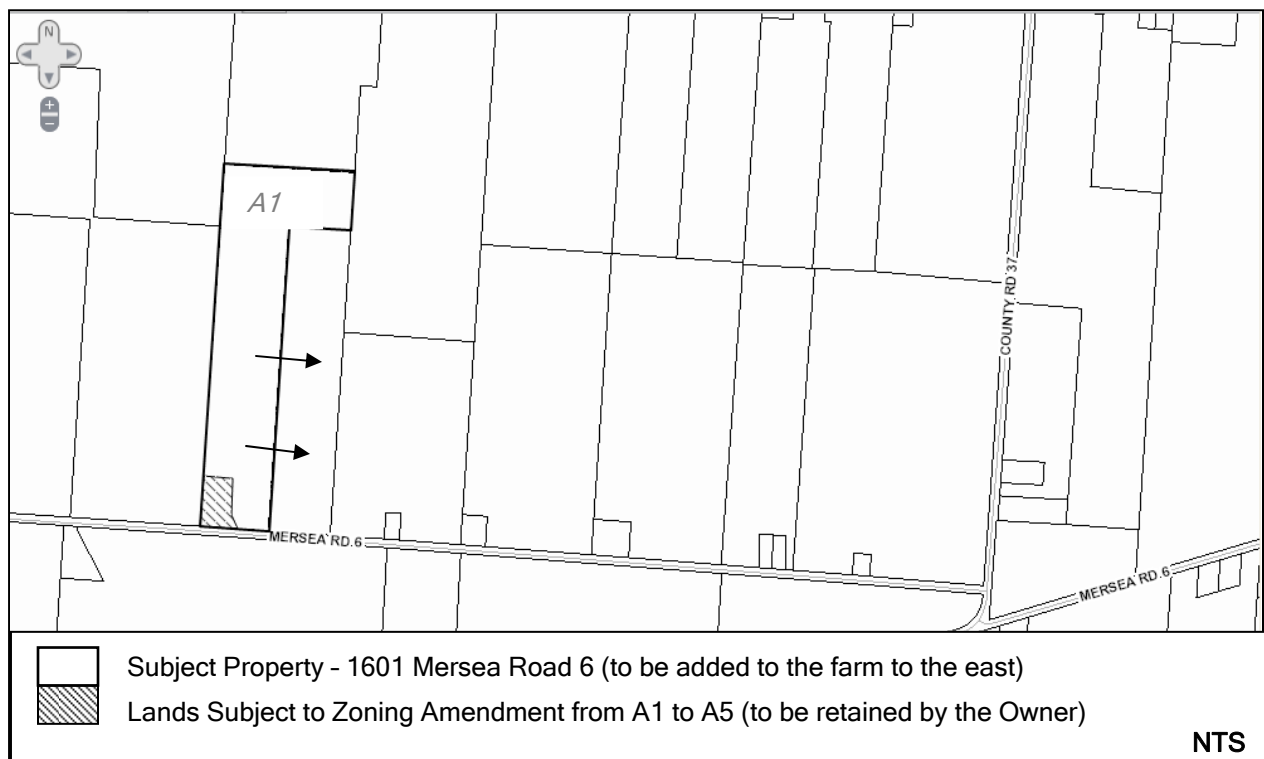 N
+
−
A1
COUNTY RD 37
MERSEA RD 6
MERSEA RD 6
Subject Property - 1601 Mersea Road 6 (to be added to the farm to the east)
Lands Subject to Zoning Amendment from A1 to A5 (to be retained by the Owner)
NTS